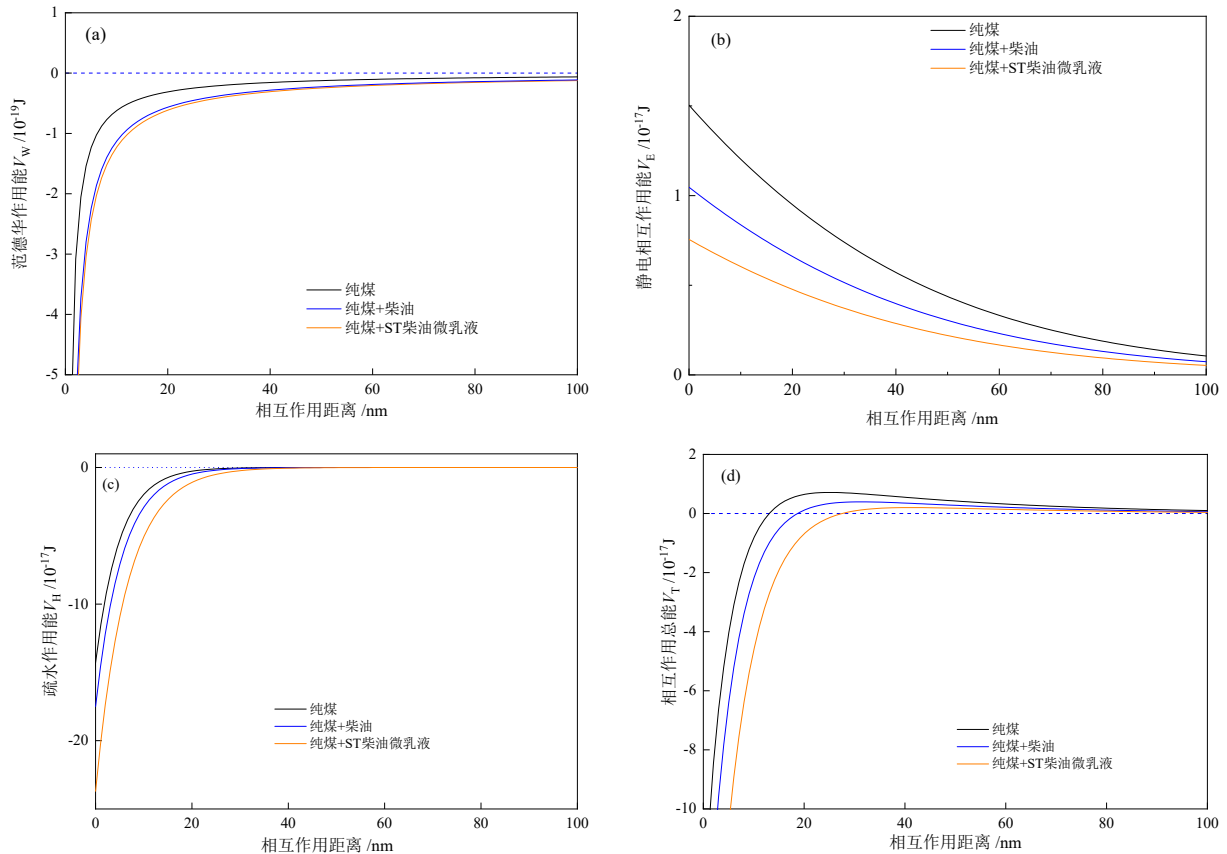 (a)
1
0
-1
-2
-3
-4
-5
范德华作用能V_W /10⁻¹⁹J
纯煤
纯煤+柴油
纯煤+ST柴油微乳液
0
20
40
60
80
100
相互作用距离 /nm
(b)
2
1
0
静电相互作用能V_E /10⁻¹⁷J
纯煤
纯煤+柴油
纯煤+ST柴油微乳液
0
20
40
60
80
100
相互作用距离 /nm
(c)
0
-10
-20
疏水作用能V_H /10⁻¹⁷J
纯煤
纯煤+柴油
纯煤+ST柴油微乳液
0
20
40
60
80
100
相互作用距离 /nm
(d)
2
0
-2
-4
-6
-8
-10
相互作用总能V_T /10⁻¹⁷J
纯煤
纯煤+柴油
纯煤+ST柴油微乳液
0
20
40
60
80
100
相互作用距离 /nm